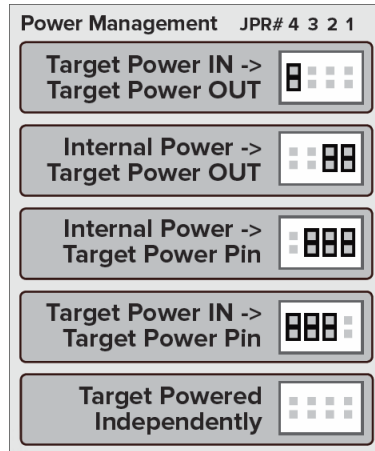 Power Management JPR# 4 3 2 1
Target Power IN ->
Target Power OUT
Internal Power ->
Target Power OUT
Internal Power ->
Target Power Pin
Target Power IN ->
Target Power Pin
Target Powered
Independently